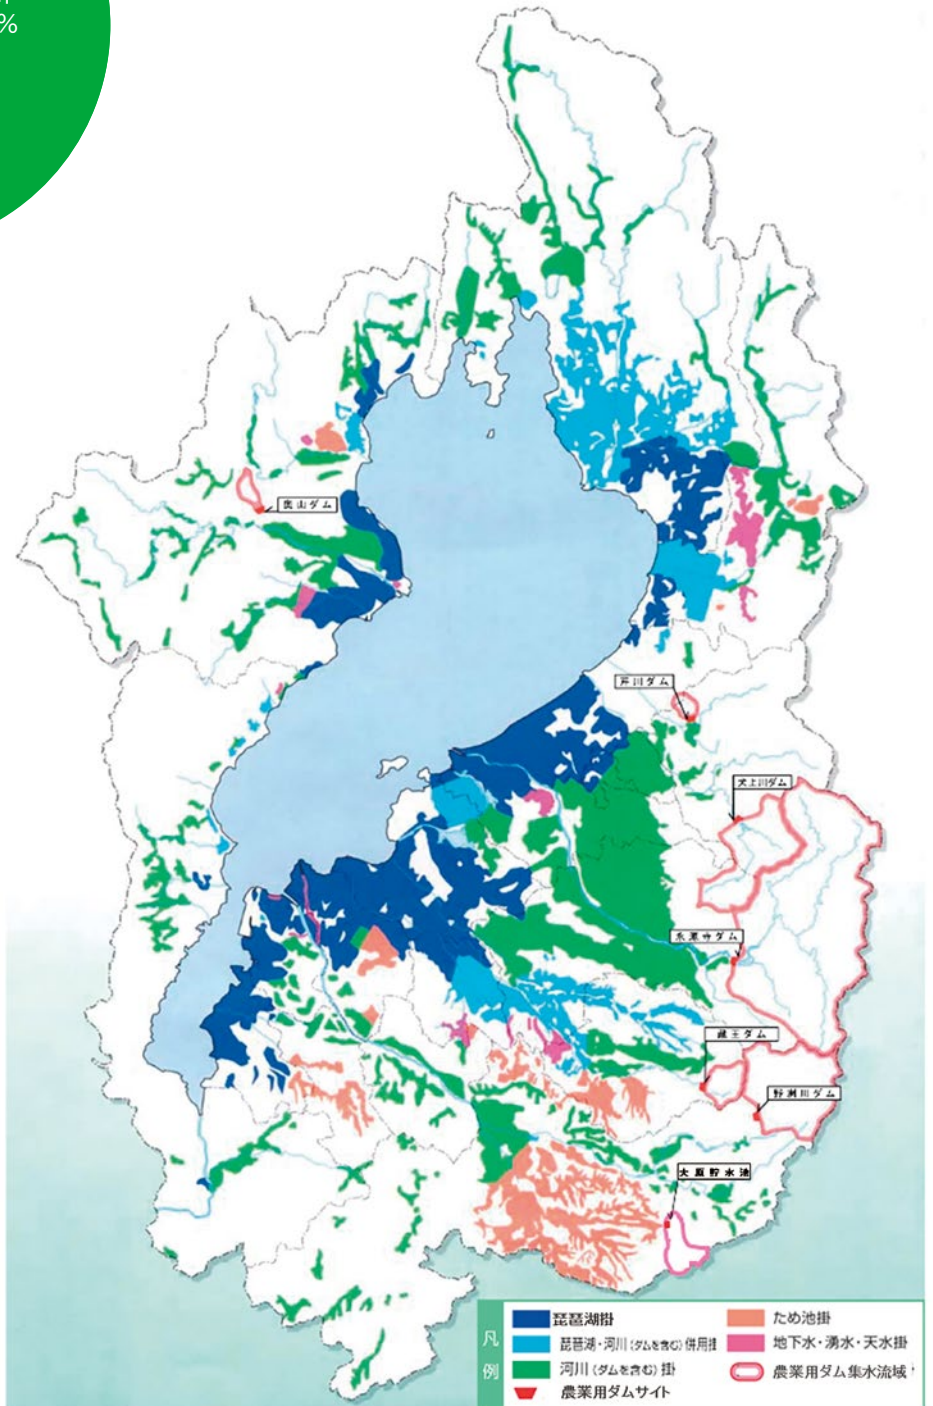 %
奥山ダム
芹川ダム
犬上川ダム
永源寺ダム
蔵王ダム
野洲川ダム
大原貯水池
凡例
琵琶湖掛
琵琶湖・河川(ダムを含む)併用掛
河川(ダムを含む)掛
農業用ダムサイト
ため池掛
地下水・湧水・天水掛
農業用ダム集水流域